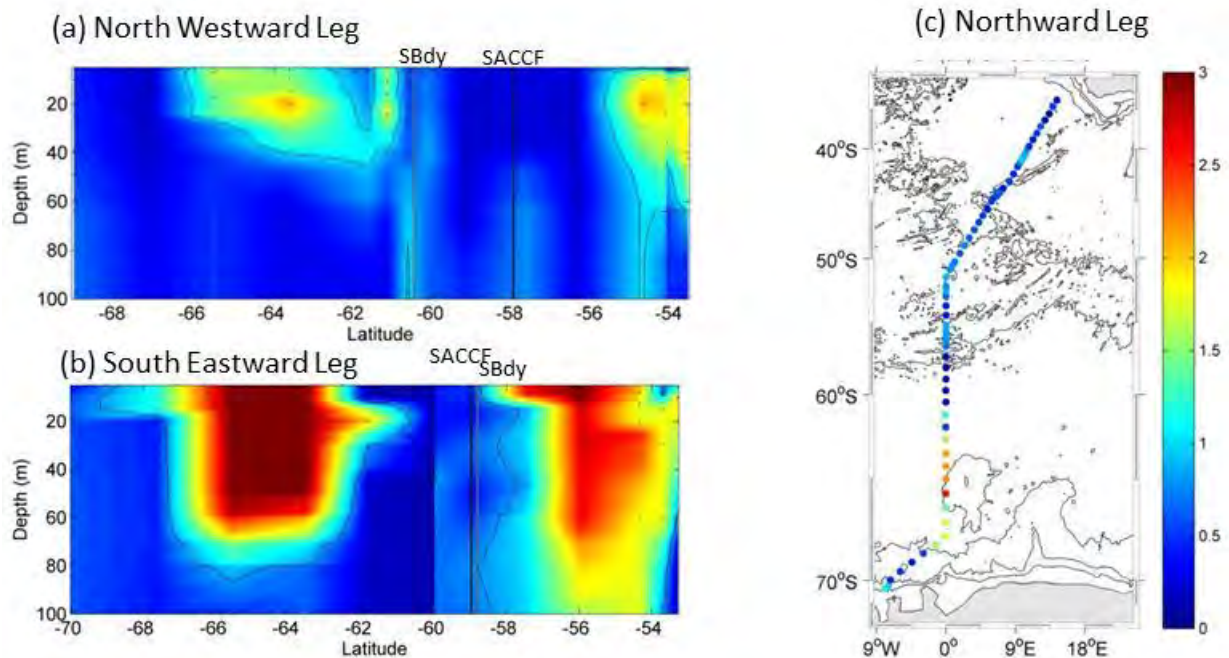 (a) North Westward Leg
SBdy SACCF
20
40
60
80
100
Depth (m)
-68 -66 -64 -62 -60 -58 -56 -54
Latitude
(b) South Eastward Leg
SACCF SBdy
20
40
60
80
100
Depth (m)
-70 -68 -66 -64 -62 -60 -58 -56 -54
Latitude
(c) Northward Leg
40°S
50°S
60°S
70°S
9°W 0° 9°E 18°E
3
2.5
2
1.5
1
0.5
0